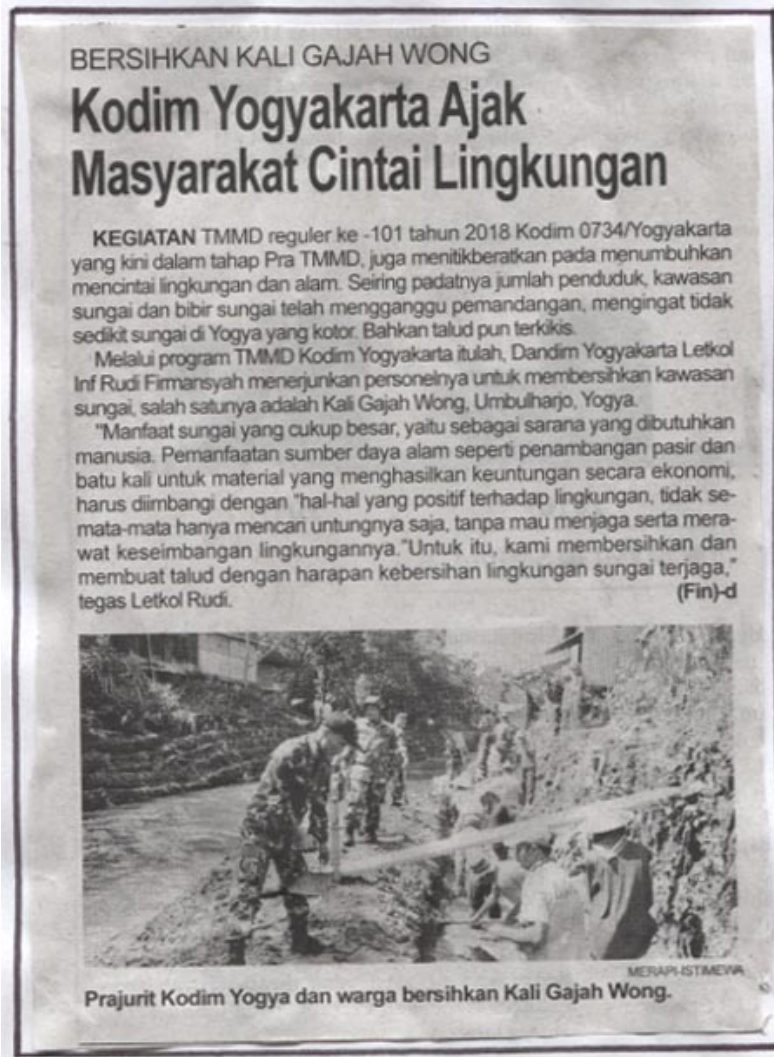 BERSIHKAN KALI GAJAH WONG
Kodim Yogyakarta Ajak
Masyarakat Cintai Lingkungan
KEGIATAN TMMD reguler ke -101 tahun 2018 Kodim 0734/Yogyakarta
yang kini dalam tahap Pra TMMD, juga menitikberatkan pada menumbuhkan
mencintai lingkungan dan alam. Seiring padatnya jumlah penduduk, kawasan
sungai dan bibir sungai telah mengganggu pemandangan, mengingat tidak
sedikit sungai di Yogya yang kotor. Bahkan talud pun terkikis.
Melalui program TMMD Kodim Yogyakarta itulah, Dandim Yogyakarta Letkol
Inf Rudi Firmansyah menerjunkan personelnya untuk membersihkan kawasan
sungai, salah satunya adalah Kali Gajah Wong, Umbulharjo, Yogya.
"Manfaat sungai yang cukup besar, yaitu sebagai sarana yang dibutuhkan
manusia. Pemanfaatan sumber daya alam seperti penambangan pasir dan
batu kali untuk material yang menghasilkan keuntungan secara ekonomi,
harus diimbangi dengan "hal-hal yang positif terhadap lingkungan, tidak se-
mata-mata hanya mencari untungnya saja, tanpa mau menjaga serta mera-
wat keseimbangan lingkungannya."Untuk itu, kami membersihkan dan
membuat talud dengan harapan kebersihan lingkungan sungai terjaga,"
tegas Letkol Rudi. (Fin)-d
MERAPI-ISTIMEWA
Prajurit Kodim Yogya dan warga bersihkan Kali Gajah Wong.